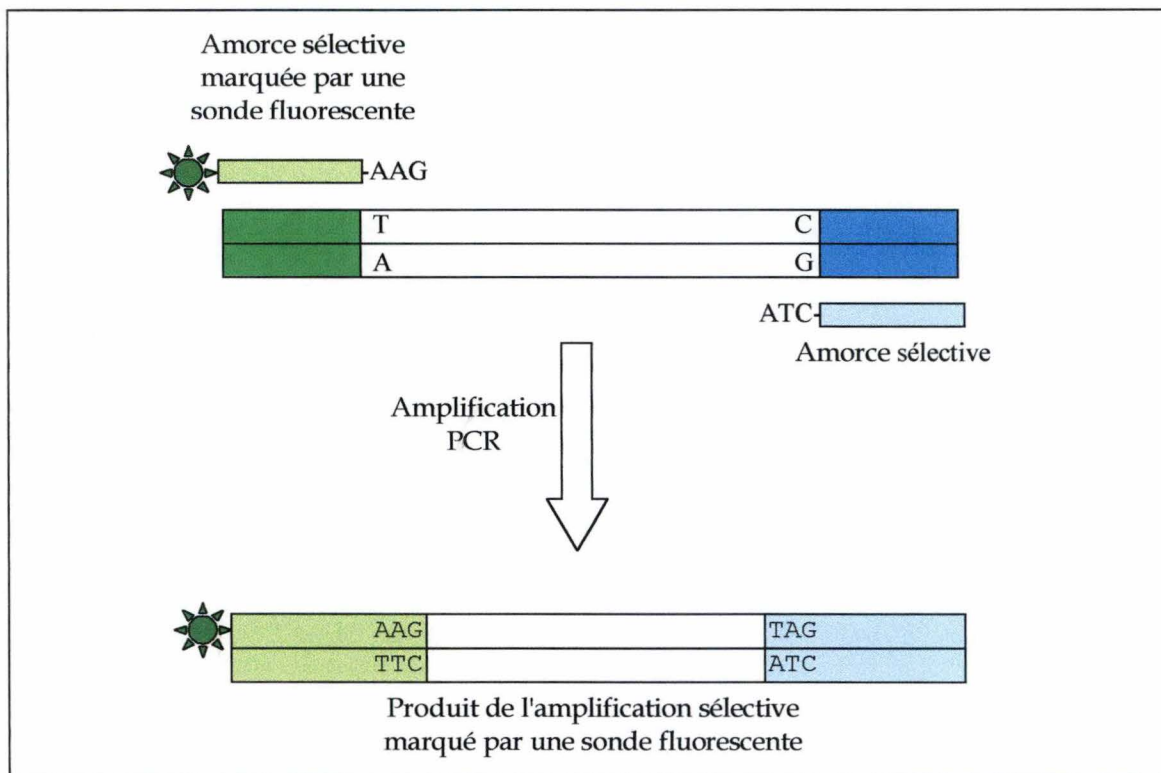 Amorce sélective
marquée par une
sonde fluorescente
-AAG
T C
A G
ATC-
Amorce sélective
Amplification
PCR
AAG TAG
TTC ATC
Produit de l'amplification sélective
marqué par une sonde fluorescente